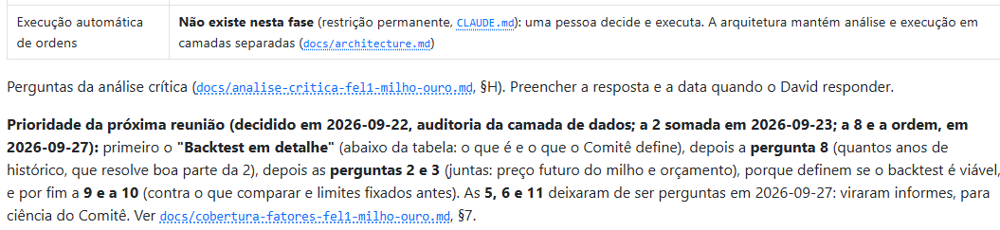 Execução automática de ordens
Não existe nesta fase (restrição permanente, CLAUDE.md): uma pessoa decide e executa. A arquitetura mantém análise e execução em
camadas separadas (docs/architecture.md)
Perguntas da análise crítica (docs/analise-critica-fel1-milho-ouro.md, §H). Preencher a resposta e a data quando o David responder.
Prioridade da próxima reunião (decidido em 2026-09-22, auditoria da camada de dados; a 2 somada em 2026-09-23; a 8 e a ordem, em
2026-09-27): primeiro o "Backtest em detalhe" (abaixo da tabela: o que é e o que o Comitê define), depois a pergunta 8 (quantos anos de
histórico, que resolve boa parte da 2), depois as perguntas 2 e 3 (juntas: preço futuro do milho e orçamento), porque definem se o backtest é viável,
e por fim a 9 e a 10 (contra o que comparar e limites fixados antes). As 5, 6 e 11 deixaram de ser perguntas em 2026-09-27: viraram informes, para
ciência do Comitê. Ver docs/cobertura-fatores-fel1-milho-ouro.md, §7.